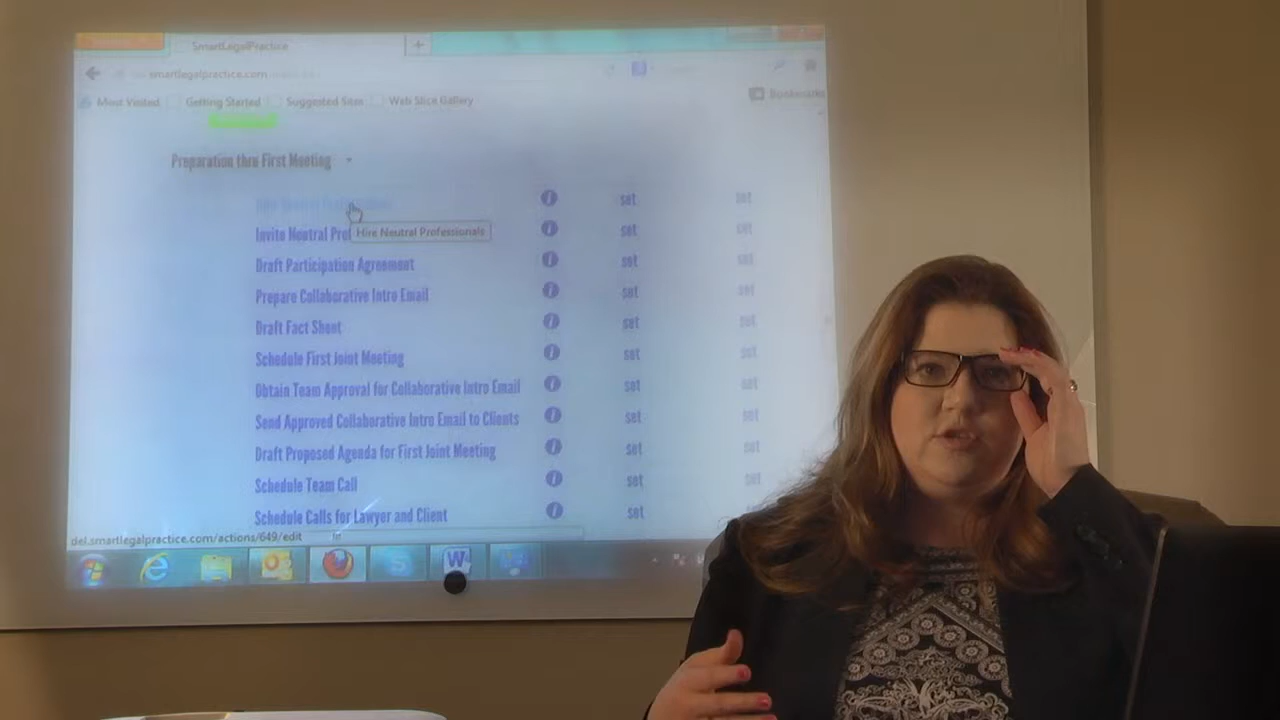 SmartLegalPractice
+
smartlegalpractice.com
Most Visited Getting Started Suggested Sites Web Slice Gallery Bookmarks
Preparation thru First Meeting
i set set
Hire Neutral Professionals
Invite Neutral Prof i set set
Draft Participation Agreement i set set
Prepare Collaborative Intro Email i set set
Draft Fact Sheet i set set
Schedule First Joint Meeting i set set
Obtain Team Approval for Collaborative Intro Email i set set
Send Approved Collaborative Intro Email to Clients i set set
Draft Proposed Agenda for First Joint Meeting i set set
Schedule Team Call i set set
Schedule Calls for Lawyer and Client i set
del.smartlegalpractice.com/actions/649/edit
W